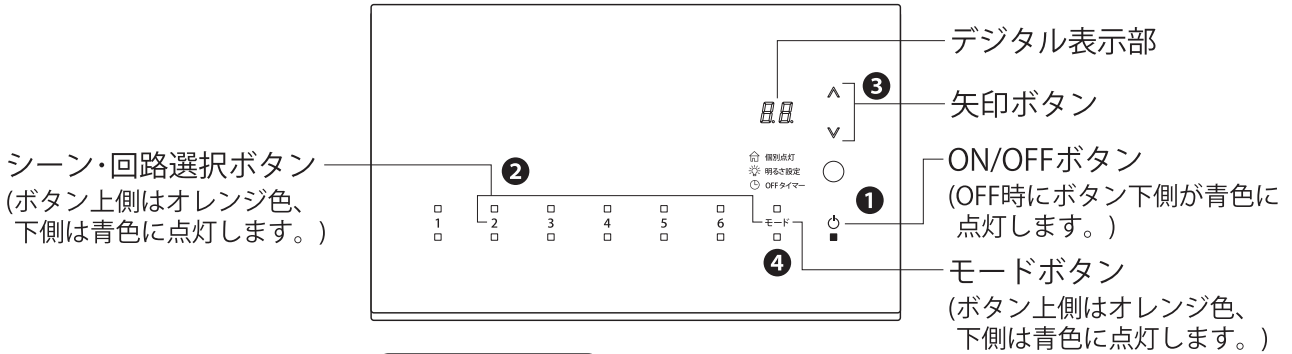 デジタル表示部
❸
矢印ボタン
8.8.
シーン・回路選択ボタン
(ボタン上側はオレンジ色、
下側は青色に点灯します。)
❷
個別点灯
明るさ設定
OFFタイマー
ON/OFFボタン
(OFF時にボタン下側が青色に
点灯します。)
❶
1 2 3 4 5 6 モード
❹
モードボタン
(ボタン上側はオレンジ色、
下側は青色に点灯します。)